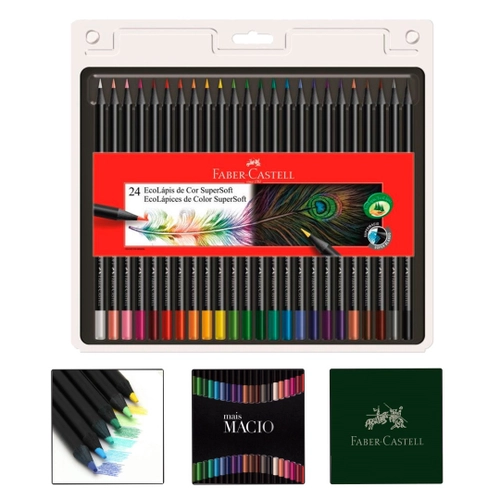 FABER-CASTELL
24 EcoLápis de Cor SuperSoft
EcoLápices de Color SuperSoft
mais
MACIO
FABER-CASTELL